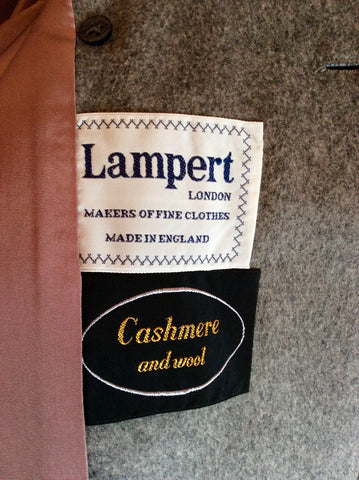 Lampert
LONDON
MAKERS OF FINE CLOTHES
MADE IN ENGLAND
Cashmere
and wool